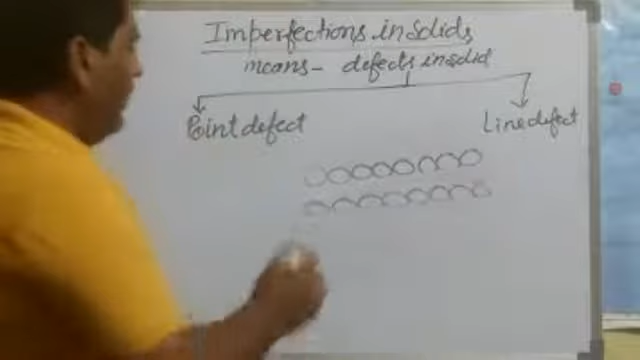 Imperfections in solids
means- defects in solid
Point defect
Line defect